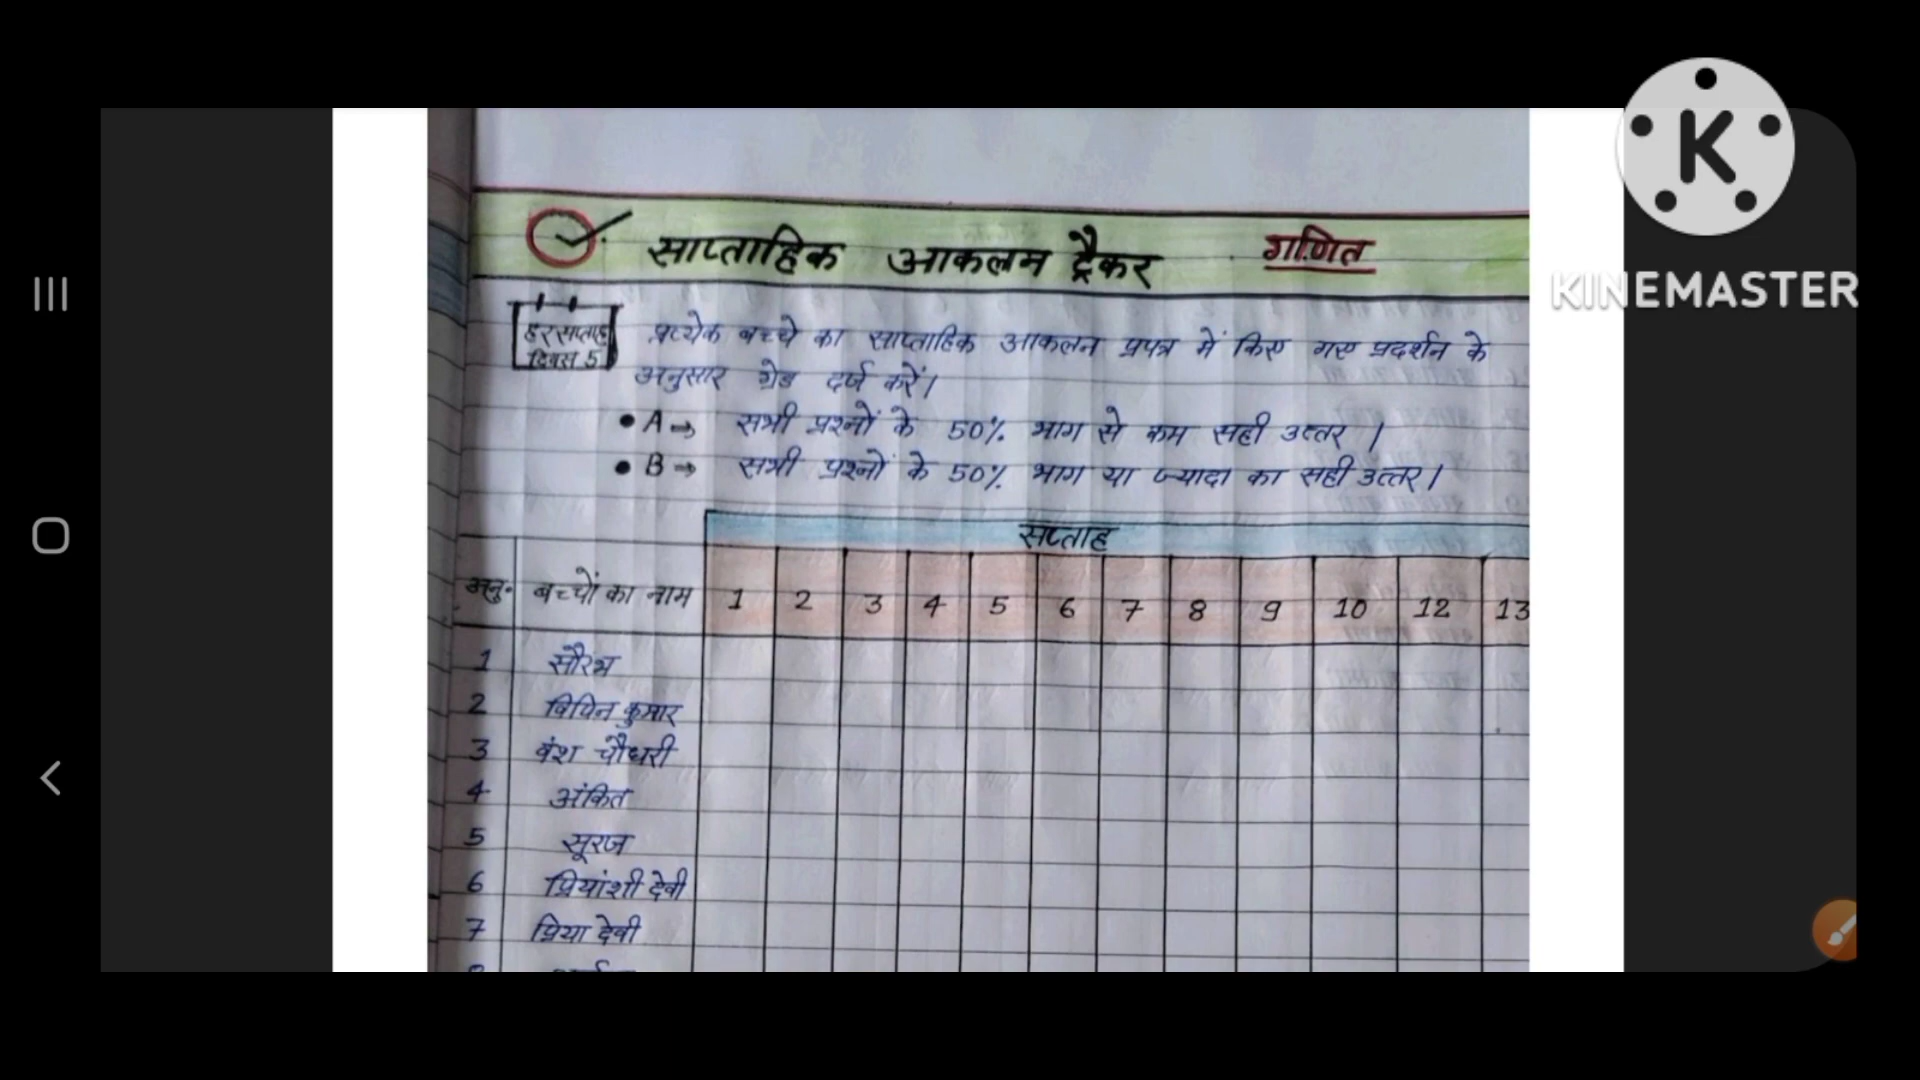 K
KINEMASTER
साप्ताहिक आकलन ट्रैकर गणित
हर सप्ताह
दिवस 5
प्रत्येक बच्चे का साप्ताहिक आकलन प्रपत्र में किए गए प्रदर्शन के
अनुसार ग्रेड दर्ज करें।
• A → सभी प्रश्नों के 50% भाग से कम सही उत्तर ।
• B → सभी प्रश्नों के 50% भाग या ज्यादा का सही उत्तर।
सप्ताह
अनु. बच्चों का नाम 1 2 3 4 5 6 7 8 9 10 12 13
1 सौरभ
2 विपिन कुमार
3 वंश चौधरी
4 अंकित
5 सूरज
6 प्रियांशी देवी
7 प्रिया देवी